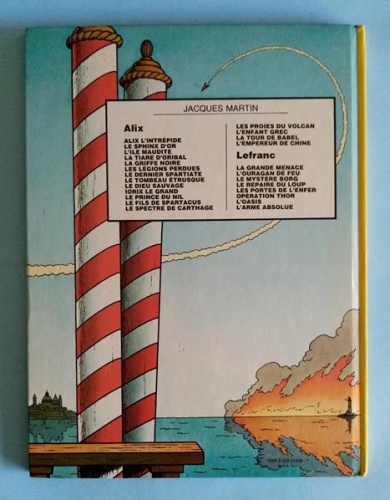 JACQUES MARTIN
Alix
ALIX L'INTRÉPIDE
LE SPHINX D'OR
L'ILE MAUDITE
LA TIARE D'ORIBAL
LA GRIFFE NOIRE
LES LÉGIONS PERDUES
LE DERNIER SPARTIATE
LE TOMBEAU ÉTRUSQUE
LE DIEU SAUVAGE
IORIX LE GRAND
LE PRINCE DU NIL
LE FILS DE SPARTACUS
LE SPECTRE DE CARTHAGE
LES PROIES DU VOLCAN
L'ENFANT GREC
LA TOUR DE BABEL
L'EMPEREUR DE CHINE
Lefranc
LA GRANDE MENACE
L'OURAGAN DE FEU
LE MYSTÈRE BORG
LE REPAIRE DU LOUP
LES PORTES DE L'ENFER
OPÉRATION THOR
L'OASIS
L'ARME ABSOLUE